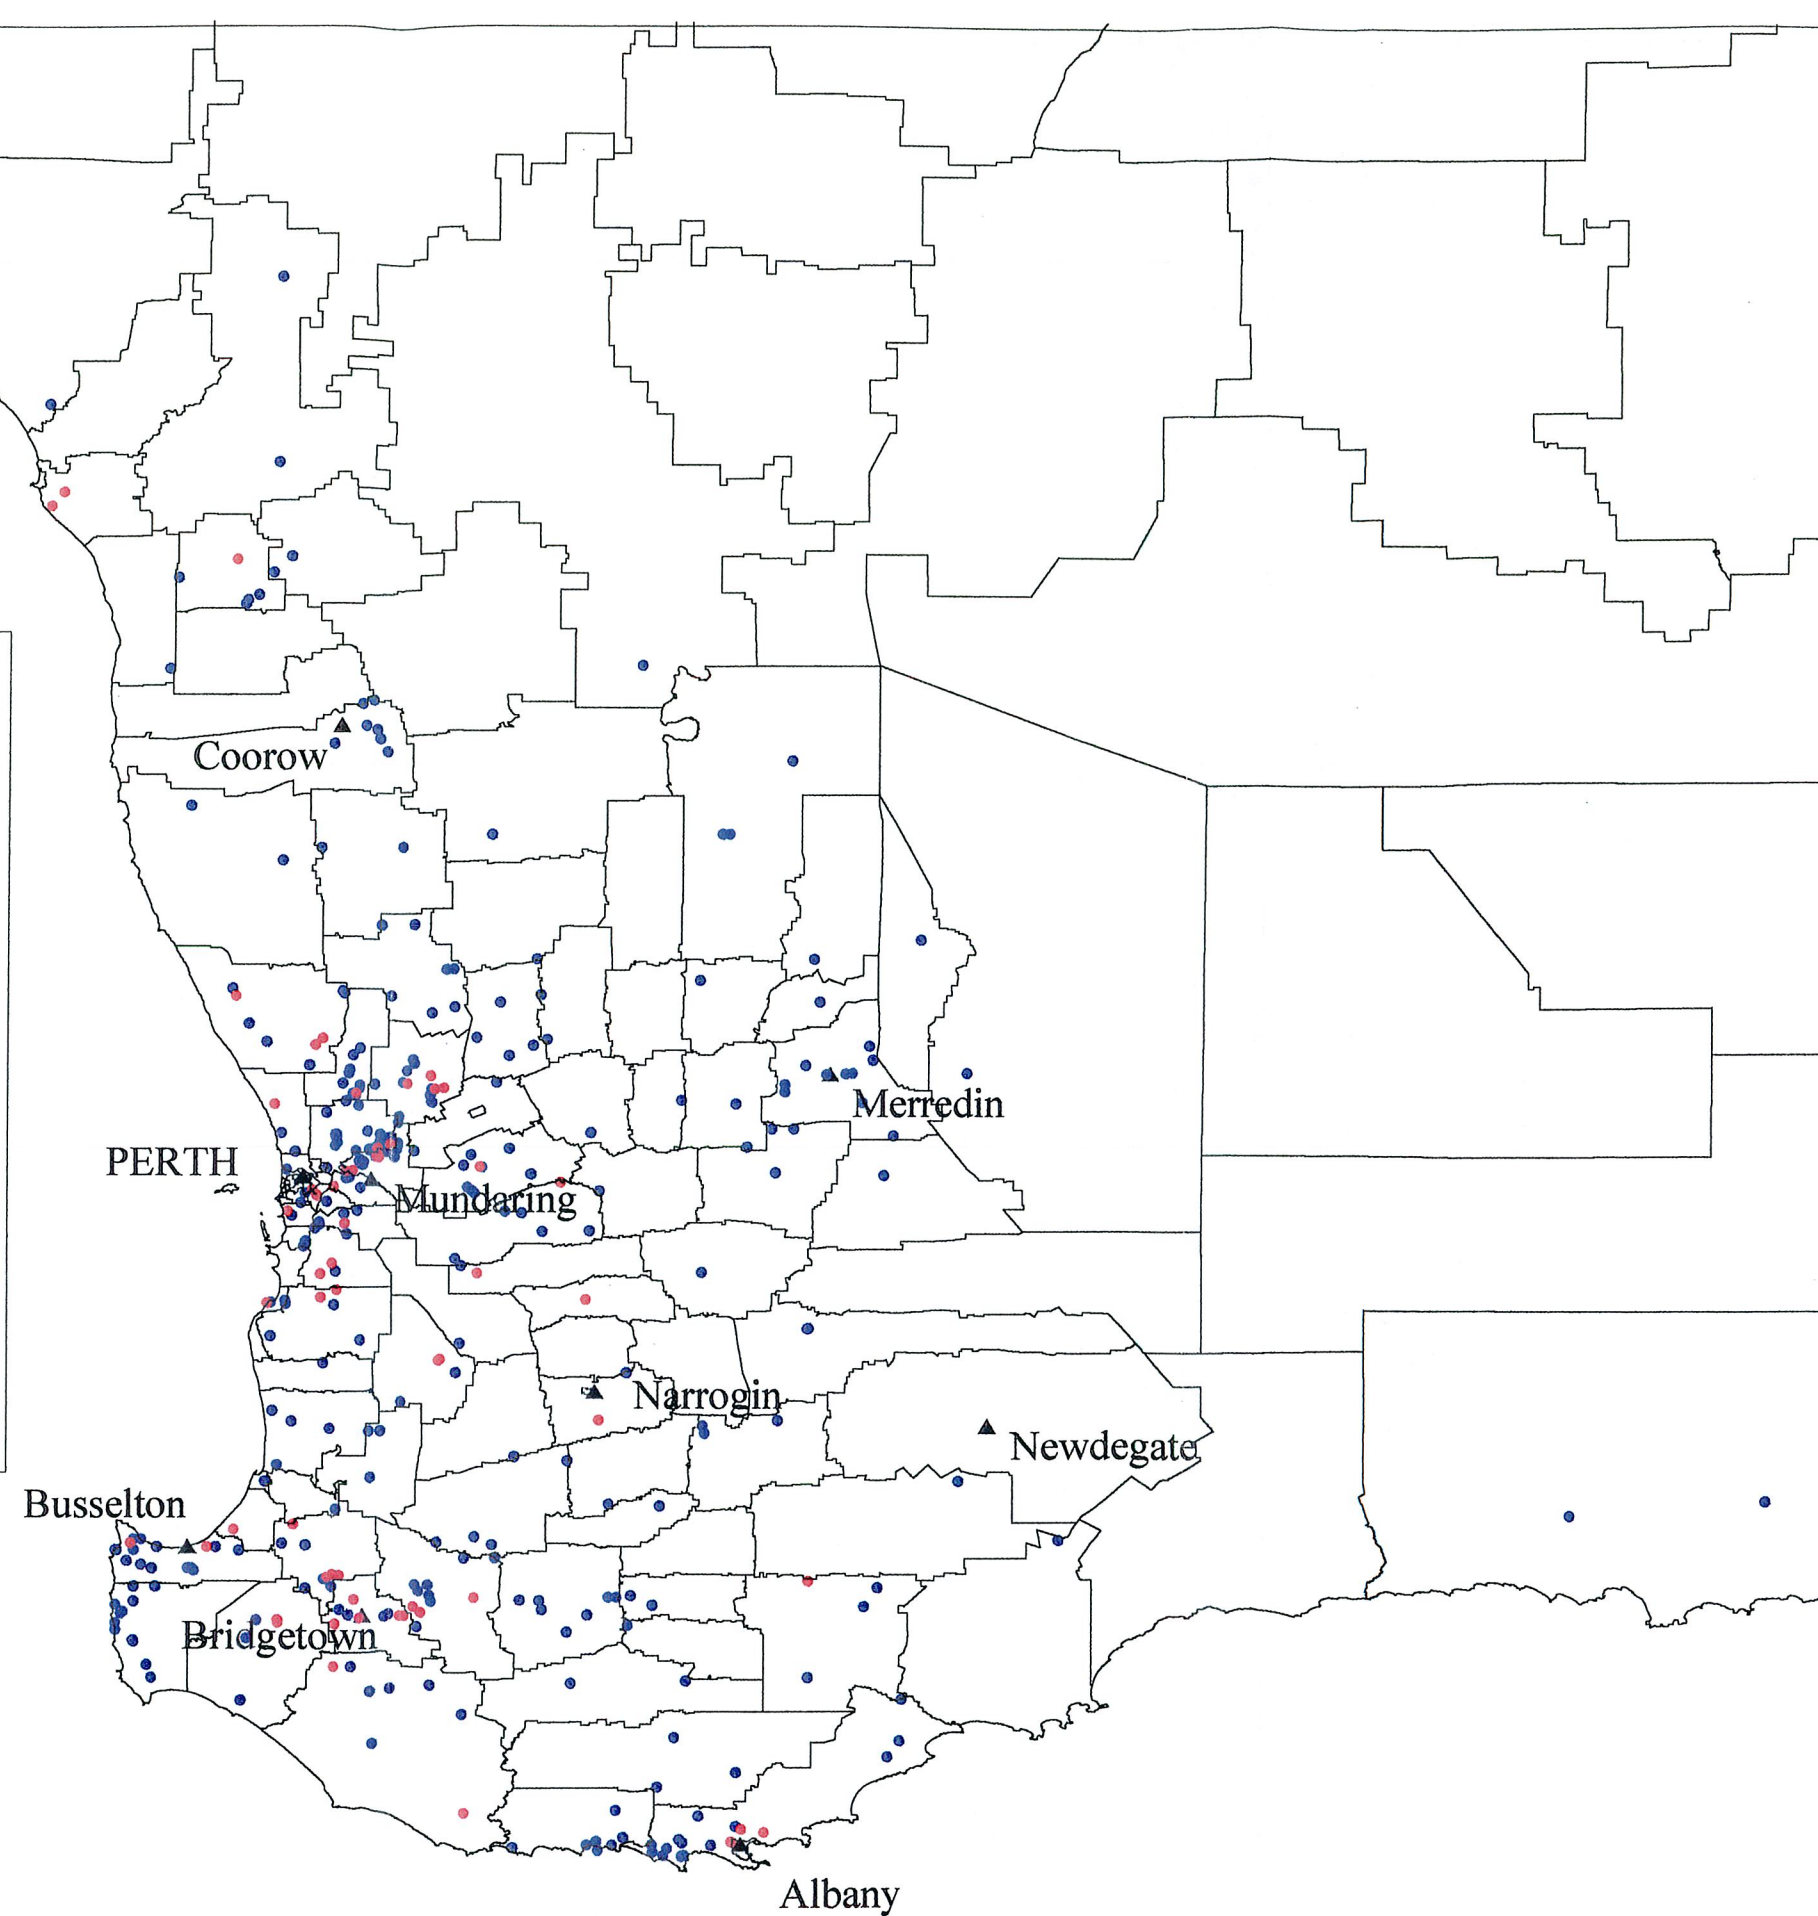 Coorow
Merredin
PERTH
Mundaring
Narrogin
Newdegate
Busselton
Bridgetown
Albany